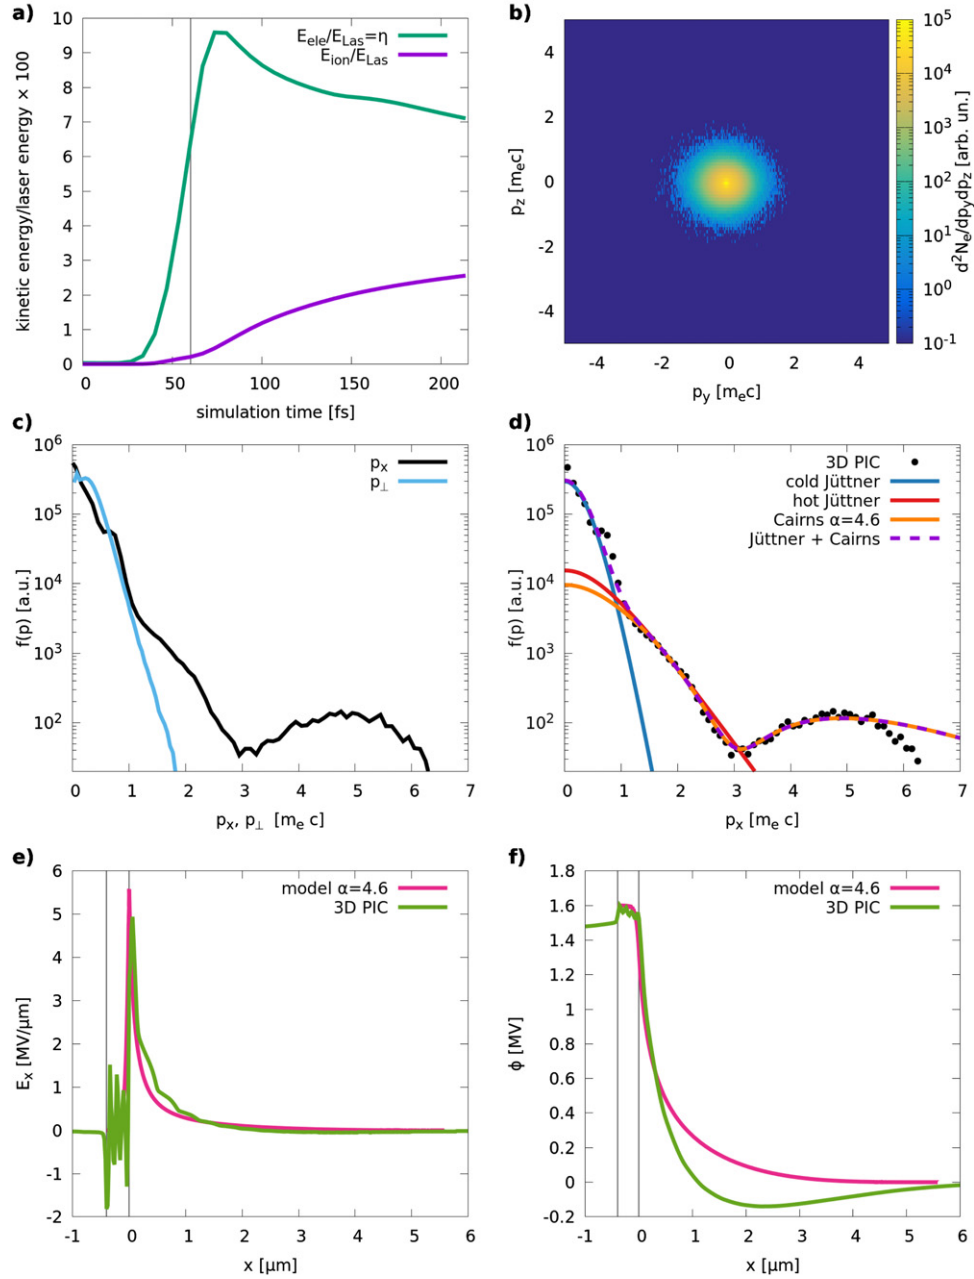 a)
10
9
8
7
6
5
4
3
2
1
0
kinetic energy/laser energy × 100
E_ele/E_Las=η
E_ion/E_Las
0 50 100 150 200
simulation time [fs]
b)
4
2
0
-2
-4
p_z [m_ec]
-4 -2 0 2 4
p_y [m_ec]
10^5
10^4
10^3
10^2
10^1
10^0
10^-1
d^2N_e/dp_ydp_z [arb. un.]
c)
10^6
10^5
10^4
10^3
10^2
f(p) [a.u.]
p_x
p_⊥
0 1 2 3 4 5 6 7
p_x, p_⊥ [m_e c]
d)
10^6
10^5
10^4
10^3
10^2
f(p) [a.u.]
3D PIC
cold Jüttner
hot Jüttner
Cairns α=4.6
Jüttner + Cairns
0 1 2 3 4 5 6 7
p_x [m_e c]
e)
6
5
4
3
2
1
0
-1
-2
E_x [MV/μm]
model α=4.6
3D PIC
-1 0 1 2 3 4 5 6
x [μm]
f)
1.8
1.6
1.4
1.2
1
0.8
0.6
0.4
0.2
0
-0.2
ϕ [MV]
model α=4.6
3D PIC
-1 0 1 2 3 4 5 6
x [μm]